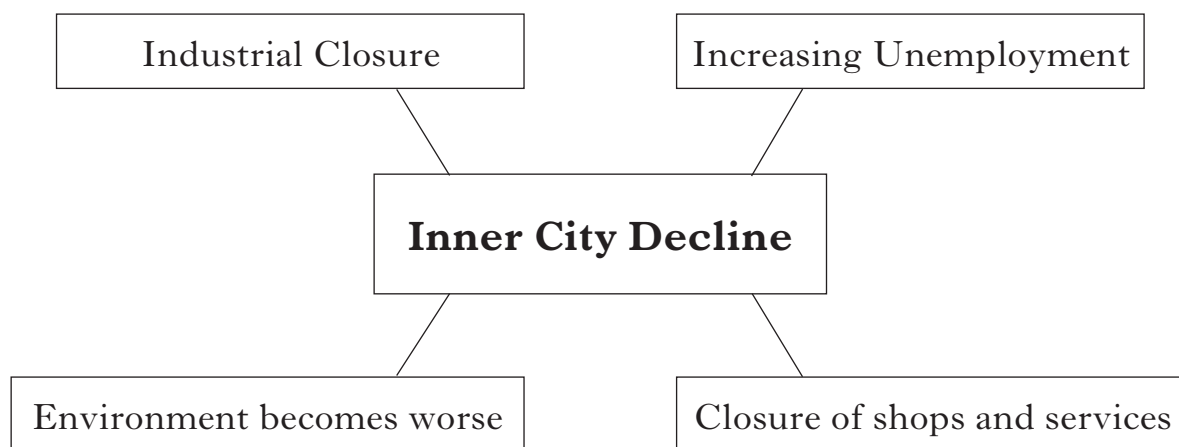 Industrial Closure
Increasing Unemployment
Inner City Decline
Environment becomes worse
Closure of shops and services